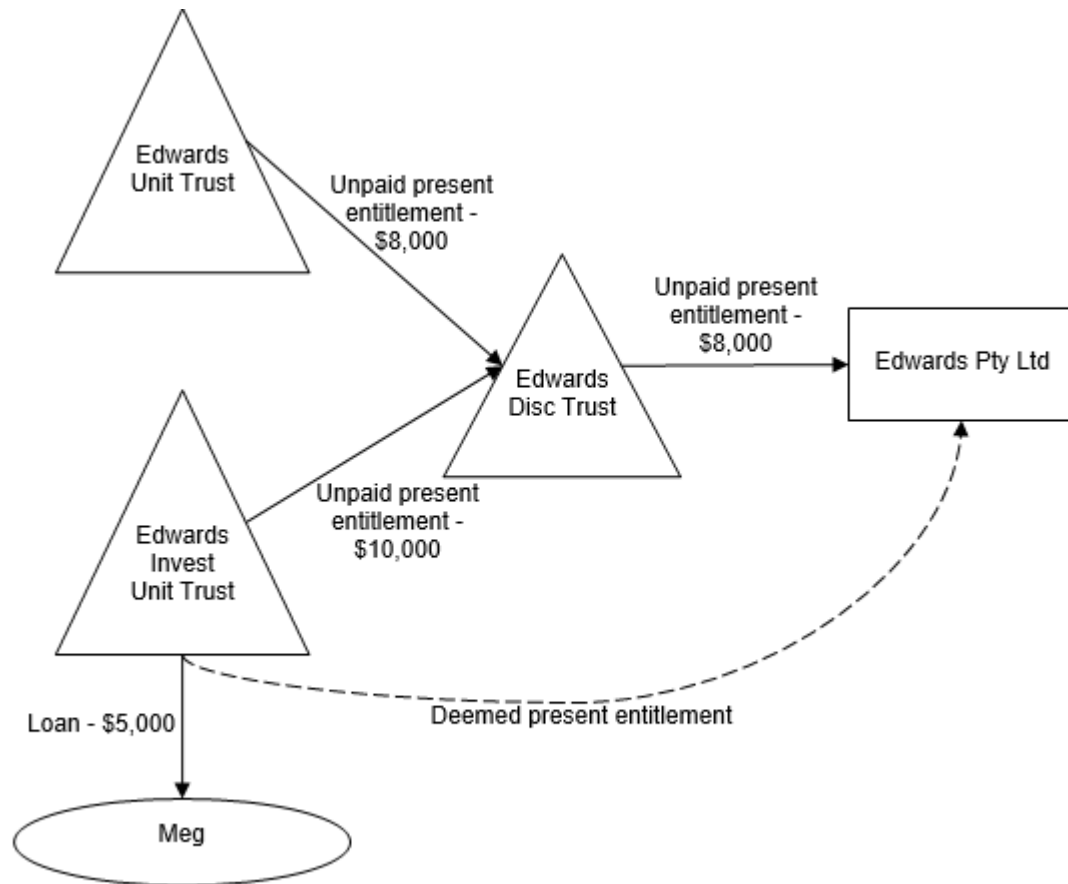 Edwards
Unit Trust
Unpaid present
entitlement -
$8,000
Unpaid present
entitlement -
$8,000
Edwards Pty Ltd
Edwards
Disc Trust
Unpaid present
entitlement -
$10,000
Edwards
Invest
Unit Trust
Loan - $5,000
Deemed present entitlement
Meg